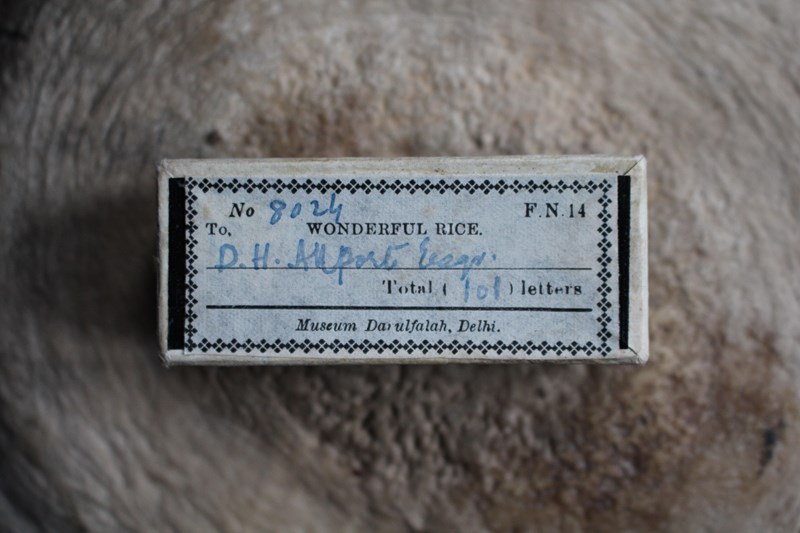 No 8024 F.N.14
To, WONDERFUL RICE.
D.H. Allport Esqr.
Total ( 101 ) letters
Museum Darulfalah, Delhi.